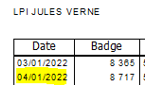 LPI JULES VERNE
Date Badge
03/01/2022 8 365
04/01/2022 8 717